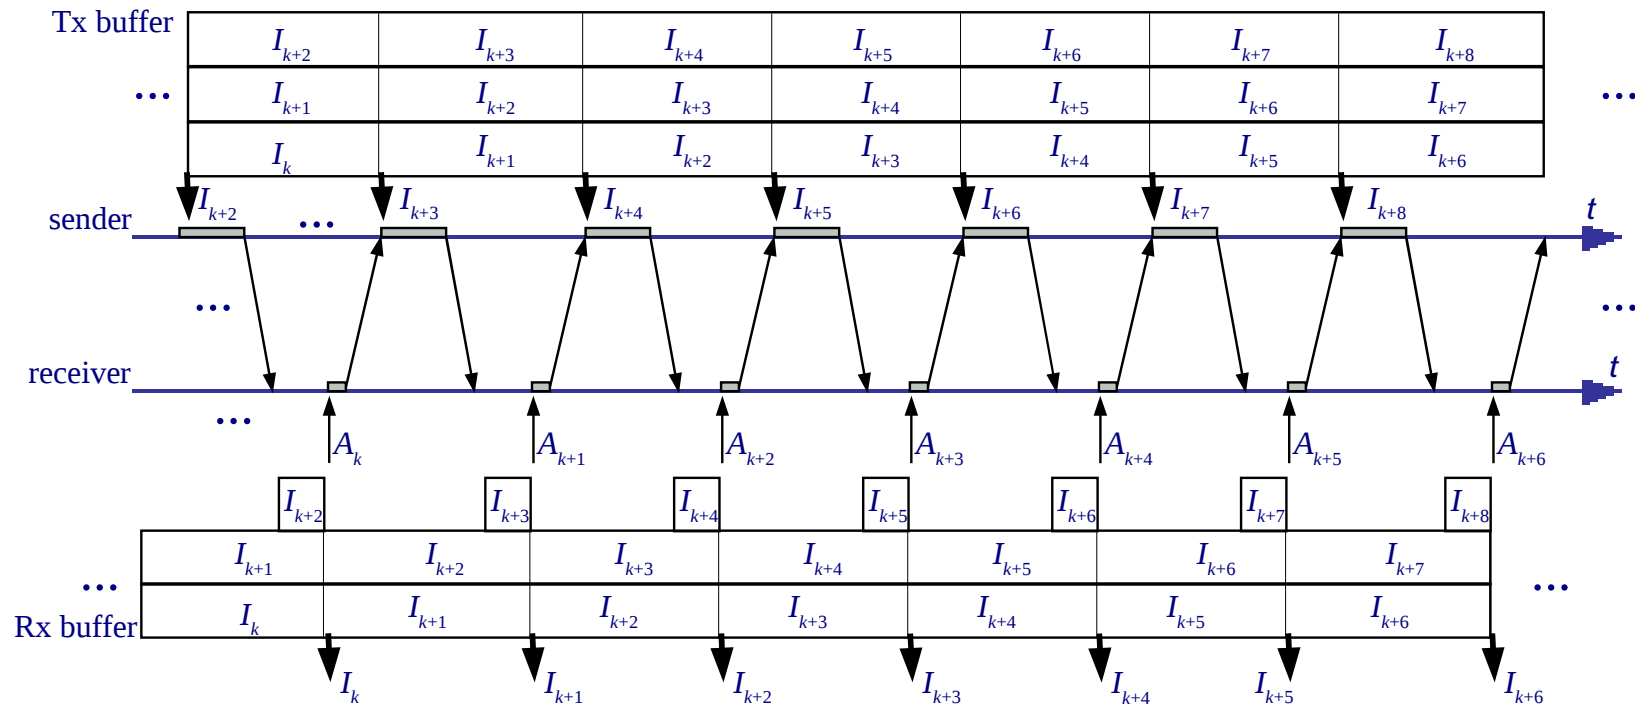 Tx buffer
I_{k+2} I_{k+3} I_{k+4} I_{k+5} I_{k+6} I_{k+7} I_{k+8}
... I_{k+1} I_{k+2} I_{k+3} I_{k+4} I_{k+5} I_{k+6} I_{k+7} ...
I_k I_{k+1} I_{k+2} I_{k+3} I_{k+4} I_{k+5} I_{k+6}
I_{k+2} ... I_{k+3} I_{k+4} I_{k+5} I_{k+6} I_{k+7} I_{k+8} t
sender
... ...
receiver t
...
A_k A_{k+1} A_{k+2} A_{k+3} A_{k+4} A_{k+5} A_{k+6}
I_{k+2} I_{k+3} I_{k+4} I_{k+5} I_{k+6} I_{k+7} I_{k+8}
I_{k+1} I_{k+2} I_{k+3} I_{k+4} I_{k+5} I_{k+6} I_{k+7}
... ...
Rx buffer I_k I_{k+1} I_{k+2} I_{k+3} I_{k+4} I_{k+5} I_{k+6}
I_k I_{k+1} I_{k+2} I_{k+3} I_{k+4} I_{k+5} I_{k+6}